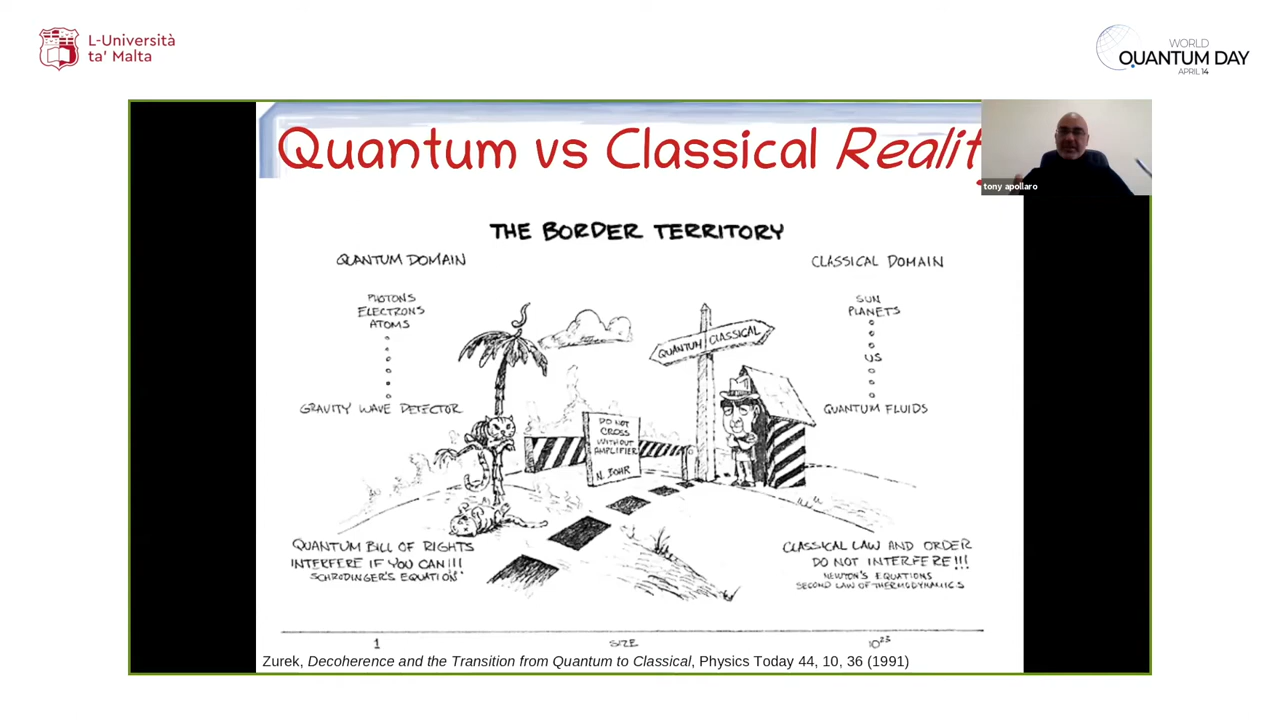 L-Università
ta' Malta
WORLD
QUANTUM DAY
APRIL 14
Quantum vs Classical Realit
tony apollaro
THE BORDER TERRITORY
QUANTUM DOMAIN
CLASSICAL DOMAIN
PHOTONS
ELECTRONS
ATOMS
GRAVITY WAVE DETECTOR
SUN
PLANETS
US
QUANTUM FLUIDS
QUANTUM CLASSICAL
DO NOT
CROSS
WITHOUT
AMPLIFIER
N. BOHR
QUANTUM BILL OF RIGHTS
INTERFERE IF YOU CAN!!!
SCHRODINGER'S EQUATION
CLASSICAL LAW AND ORDER
DO NOT INTERFERE!!!
NEWTON'S EQUATIONS
SECOND LAW OF THERMODYNAMICS
1
SIZE
10²³
Zurek, Decoherence and the Transition from Quantum to Classical, Physics Today 44, 10, 36 (1991)